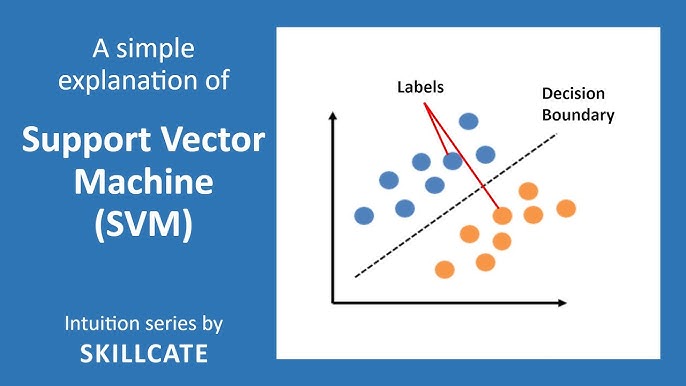 A simple
explanation of
Support Vector
Machine
(SVM)
Intuition series by
SKILLCATE
Labels
Decision
Boundary